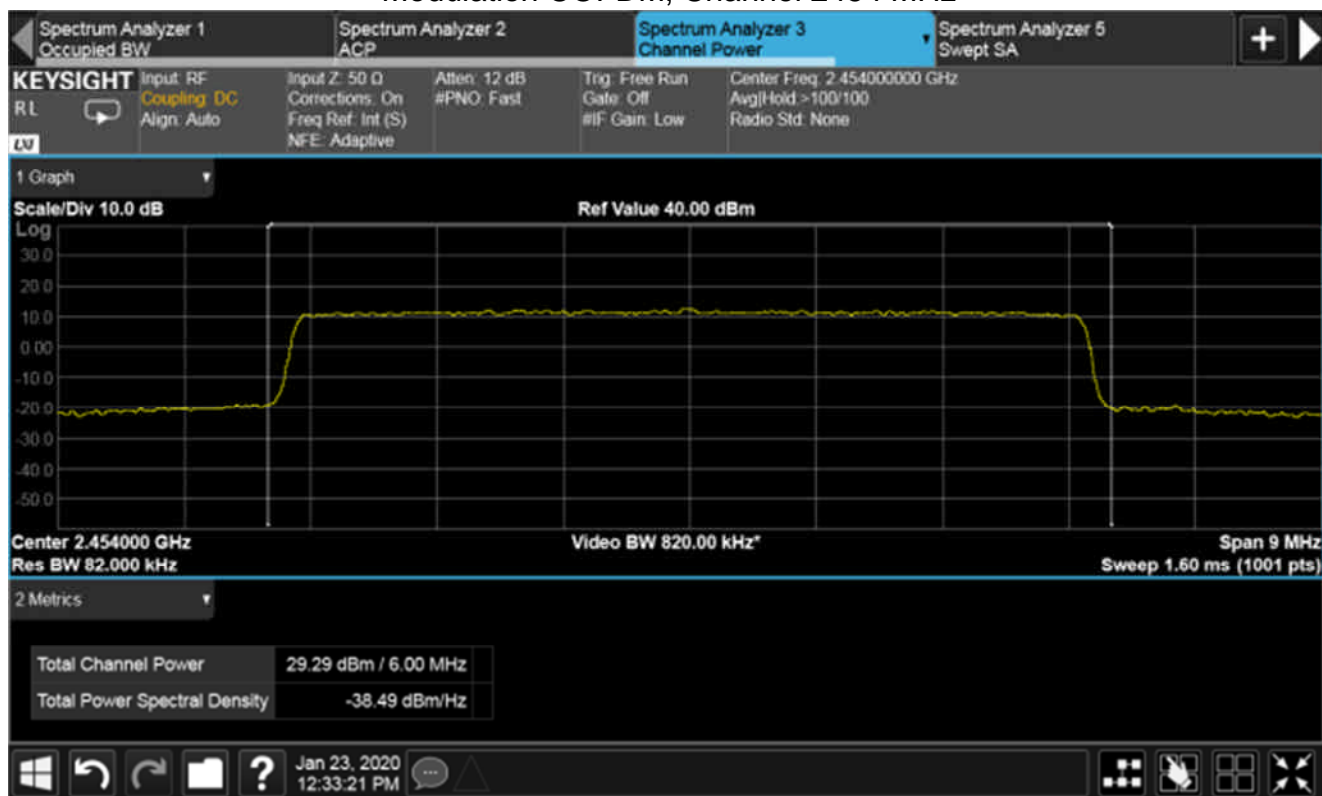 Spectrum Analyzer 1
Occupied BW
Spectrum Analyzer 2
ACP
Spectrum Analyzer 3
Channel Power
Spectrum Analyzer 5
Swept SA
+
KEYSIGHT
RL
Input: RF
Coupling: DC
Align: Auto
Input Z: 50 Ω
Corrections: On
Freq Ref: Int (S)
NFE: Adaptive
Atten: 12 dB
#PNO: Fast
Trig: Free Run
Gate: Off
#IF Gain: Low
Center Freq: 2.454000000 GHz
Avg|Hold:>100/100
Radio Std: None
1 Graph
Scale/Div 10.0 dB
Ref Value 40.00 dBm
Log
30.0
20.0
10.0
0.00
-10.0
-20.0
-30.0
-40.0
-50.0
Center 2.454000 GHz
Video BW 820.00 kHz*
Span 9 MHz
Res BW 82.000 kHz
Sweep 1.60 ms (1001 pts)
2 Metrics
Total Channel Power 29.29 dBm / 6.00 MHz
Total Power Spectral Density -38.49 dBm/Hz
?
Jan 23, 2020
12:33:21 PM